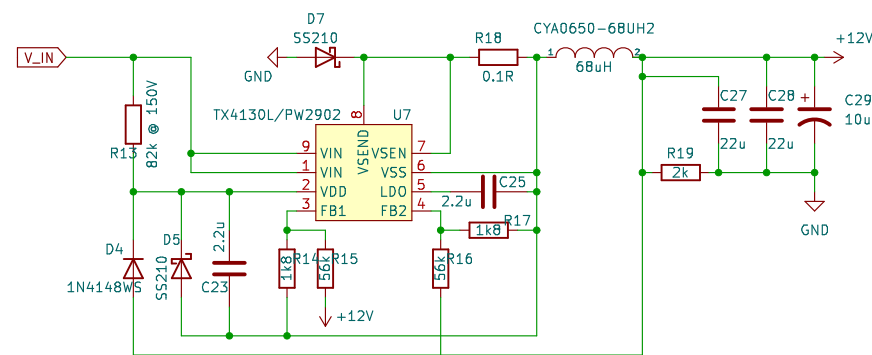 D7
SS210
GND
V_IN
R18
0.1R
CYA0650-68UH2
1
2
68uH
+12V
R13
82k @ 150V
TX4130L/PW2902
U7
8
VSEND
9 VIN
1 VIN
2 VDD
3 FB1
VSEN 7
VSS 6
LDO 5
FB2 4
C25
2.2u
R17
1k8
R19
2k
C27
22u
C28
22u
+
C29
10u
GND
D4
1N4148WS
D5
SS210
2.2u
C23
R14
1k8
R15
56k
+12V
R16
56k